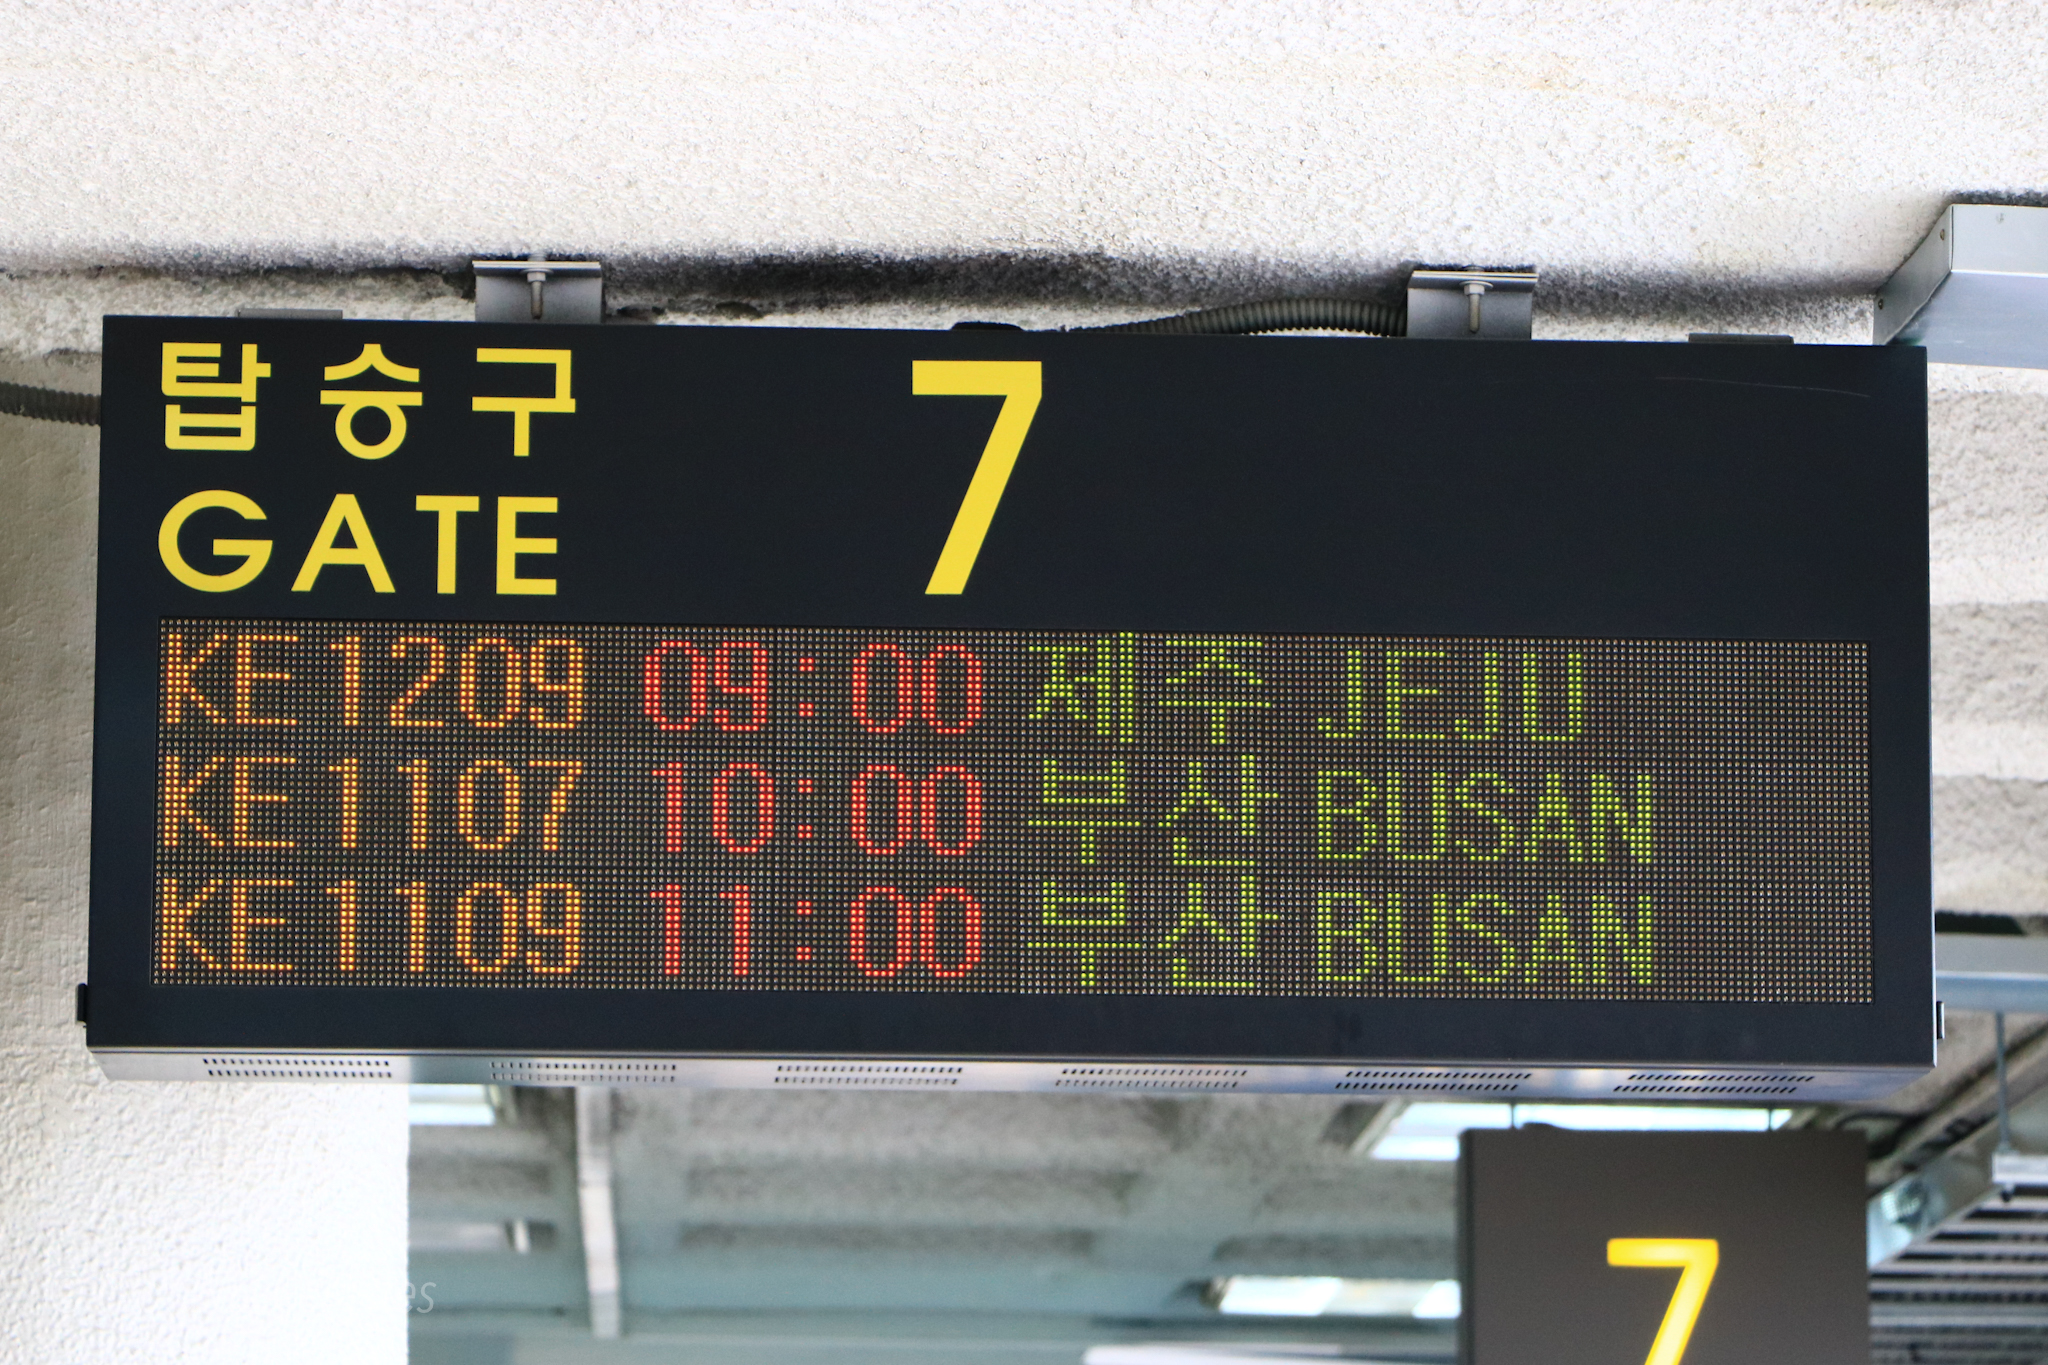 탑승구 7
GATE
KE1209 09:00 제주 JEJU
KE1107 10:00 부산 BUSAN
KE1109 11:00 부산 BUSAN
7